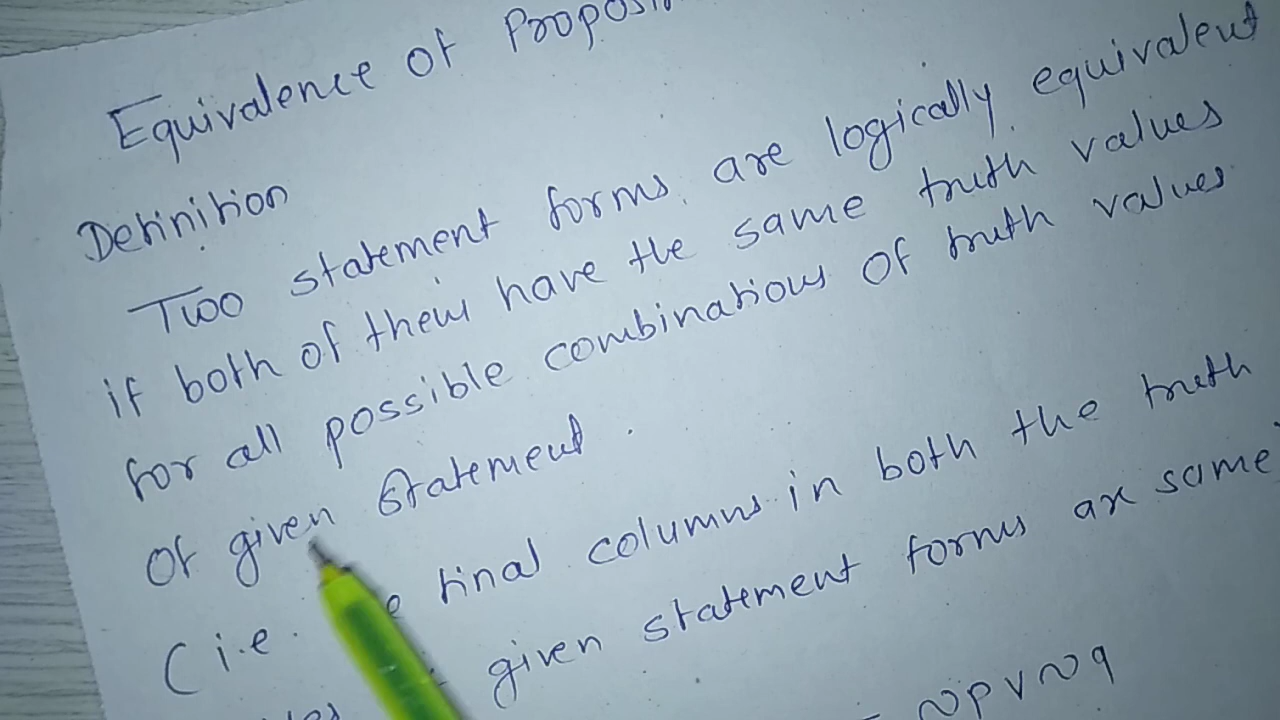 Equivalence of Proposi
Definition
Two statement forms are logically equivalent
if both of them have the same truth values
for all possible combinations of truth values
of given statement.
(i.e. final columns in both the truth
given statement forms are same
~p∨~q